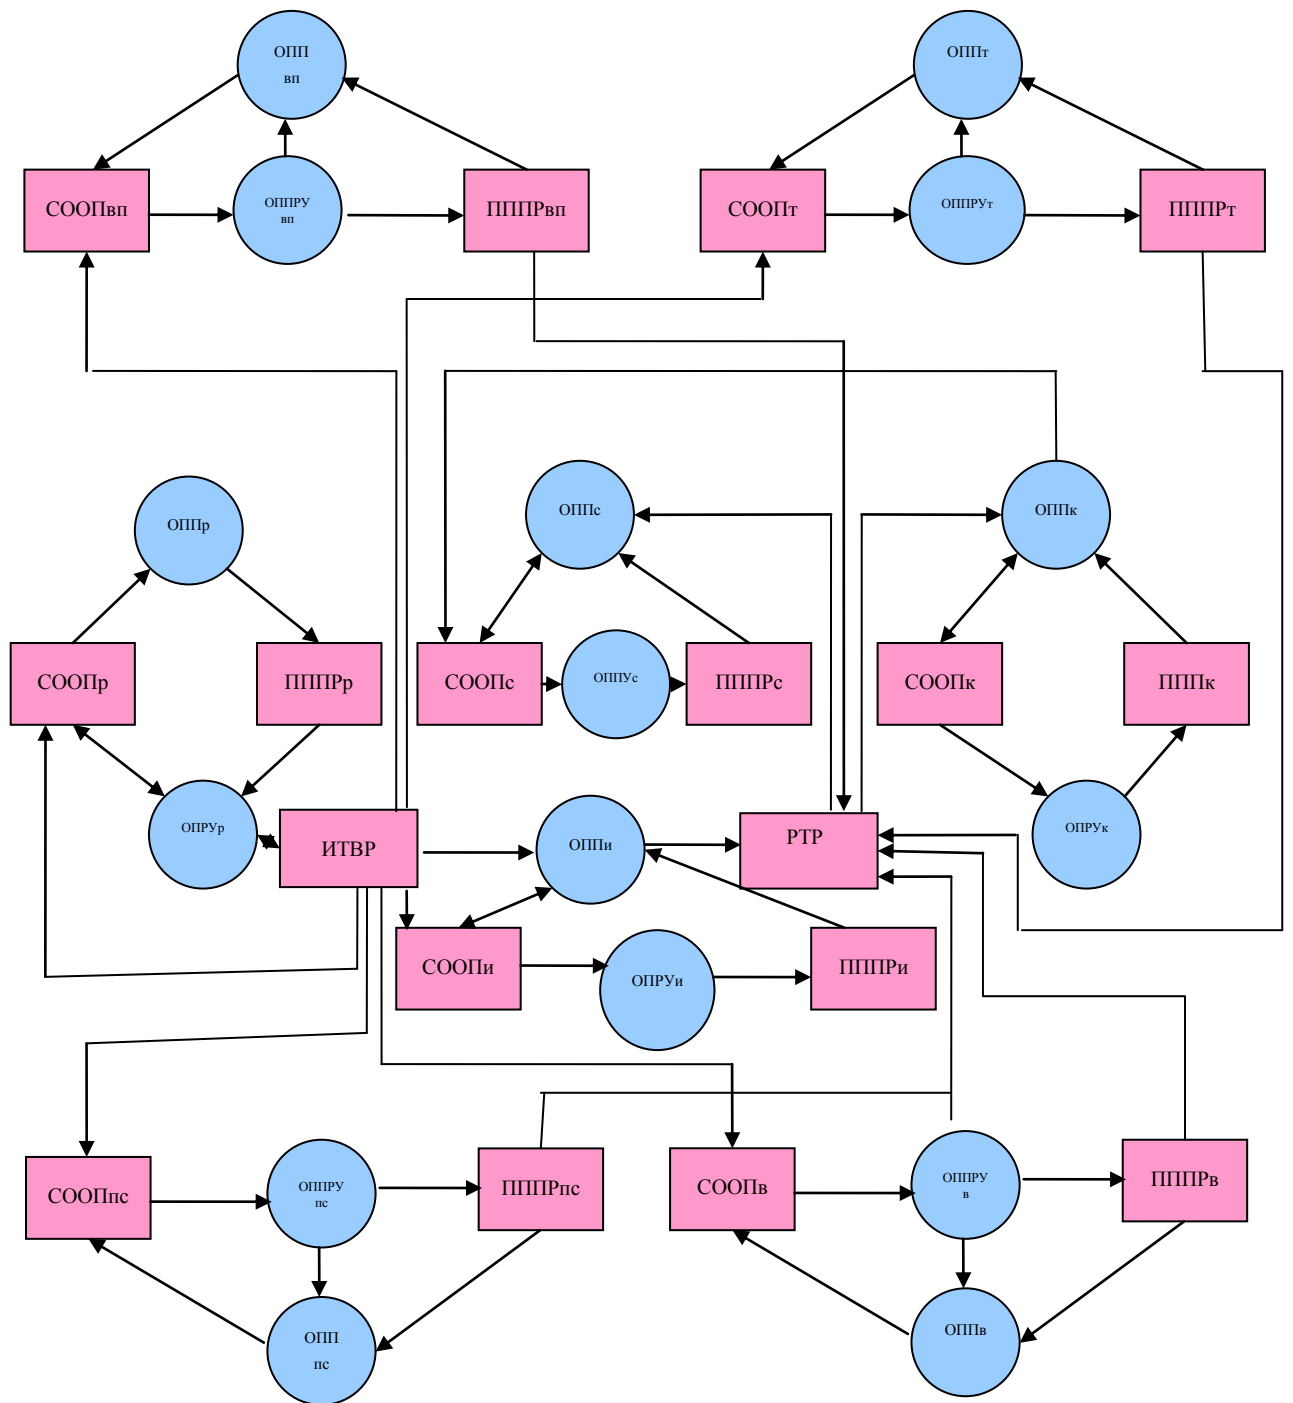 ОПП
вп
ОППт
СООПвп
ОППРУ
вп
ПППРвп
СООПт
ОППРУт
ПППРт
ОППр
ОППс
ОППк
СООПр
ПППРр
СООПс
ОППУс
ПППРс
СООПк
ПППк
ОПРУр
ИТВР
ОППи
РТР
ОПРУк
СООПи
ОПРУи
ПППРи
СООПпс
ОППРУ
пс
ПППРпс
СООПв
ОППРУ
в
ПППРв
ОПП
пс
ОППв